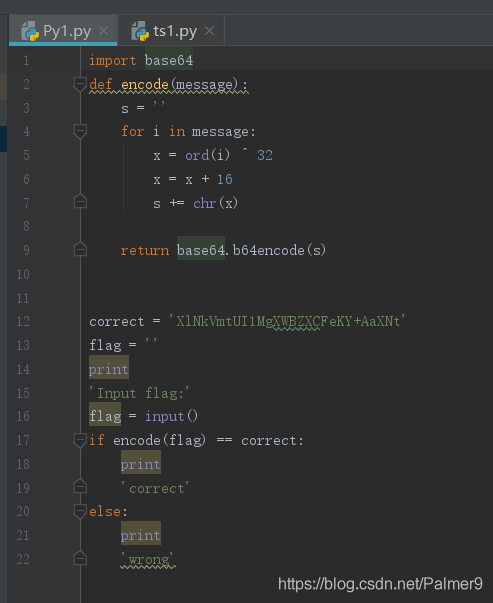 Py1.py ts1.py
1 import base64
2 def encode(message):
3 s = ''
4 for i in message:
5 x = ord(i) ^ 32
6 x = x + 16
7 s += chr(x)
8
9 return base64.b64encode(s)
10
11
12 correct = 'XlNkVmtUI1MgXWBZXCFeKY+AaXNt'
13 flag = ''
14 print
15 'Input flag:'
16 flag = input()
17 if encode(flag) == correct:
18 print
19 'correct'
20 else:
21 print
22 'wrong'
https://blog.csdn.net/Palmer9